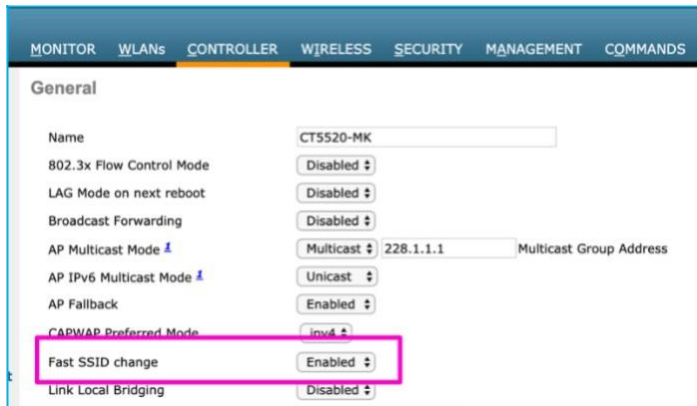 MONITOR WLANs CONTROLLER WIRELESS SECURITY MANAGEMENT COMMANDS
General
Name CT5520-MK
802.3x Flow Control Mode Disabled
LAG Mode on next reboot Disabled
Broadcast Forwarding Disabled
AP Multicast Mode 1 Multicast 228.1.1.1 Multicast Group Address
AP IPv6 Multicast Mode 1 Unicast
AP Fallback Enabled
CAPWAP Preferred Mode ipv4
Fast SSID change Enabled
Link Local Bridging Disabled